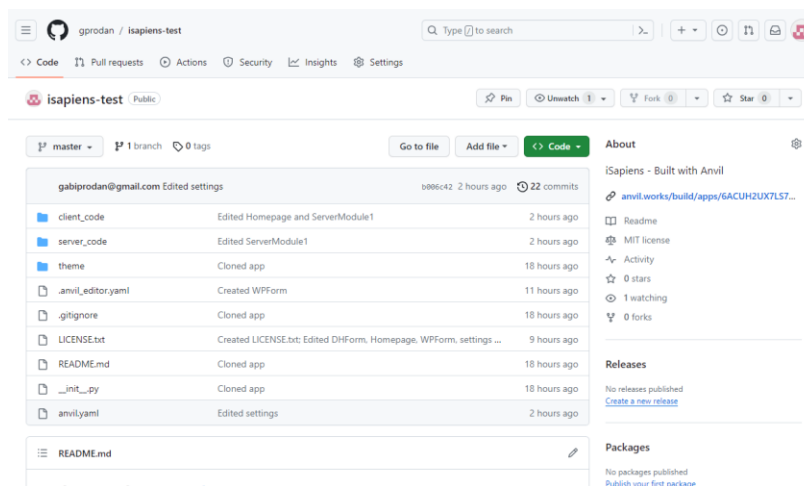 gprodan / isapiens-test
Type / to search
Code Pull requests Actions Security Insights Settings
isapiens-test Public
Pin Unwatch 1 Fork 0 Star 0
master 1 branch 0 tags Go to file Add file Code
gabiprodan@gmail.com Edited settings b006c42 2 hours ago 22 commits
client_code Edited Homepage and ServerModule1 2 hours ago
server_code Edited ServerModule1 2 hours ago
theme Cloned app 18 hours ago
.anvil_editor.yaml Created WPForm 11 hours ago
.gitignore Cloned app 18 hours ago
LICENSE.txt Created LICENSE.txt; Edited DHForm, Homepage, WPForm, settings ... 9 hours ago
README.md Cloned app 18 hours ago
__init__.py Cloned app 18 hours ago
anvil.yaml Edited settings 2 hours ago
README.md
About
iSapiens - Built with Anvil
anvil.works/build/apps/6ACUH2UX7LS7...
Readme
MIT license
Activity
0 stars
1 watching
0 forks
Releases
No releases published
Create a new release
Packages
No packages published
Publish your first package